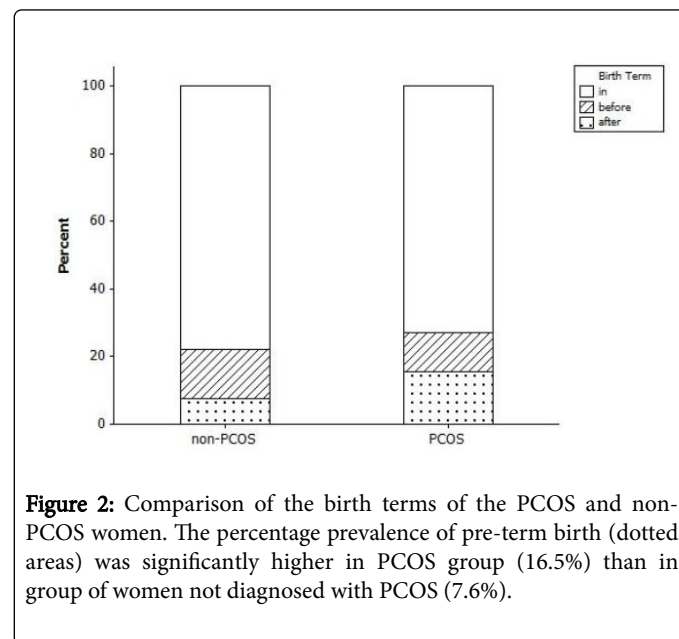 100
80
60
40
20
0
Percent
non-PCOS
PCOS
Birth Term
in
before
after
Figure 2: Comparison of the birth terms of the PCOS and non-
PCOS women. The percentage prevalence of pre-term birth (dotted
areas) was significantly higher in PCOS group (16.5%) than in
group of women not diagnosed with PCOS (7.6%).